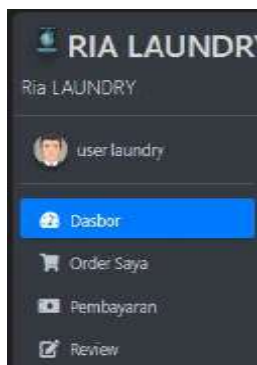 RIA LAUNDRY
Ria LAUNDRY
user laundry
Dasbor
Order Saya
Pembayaran
Review